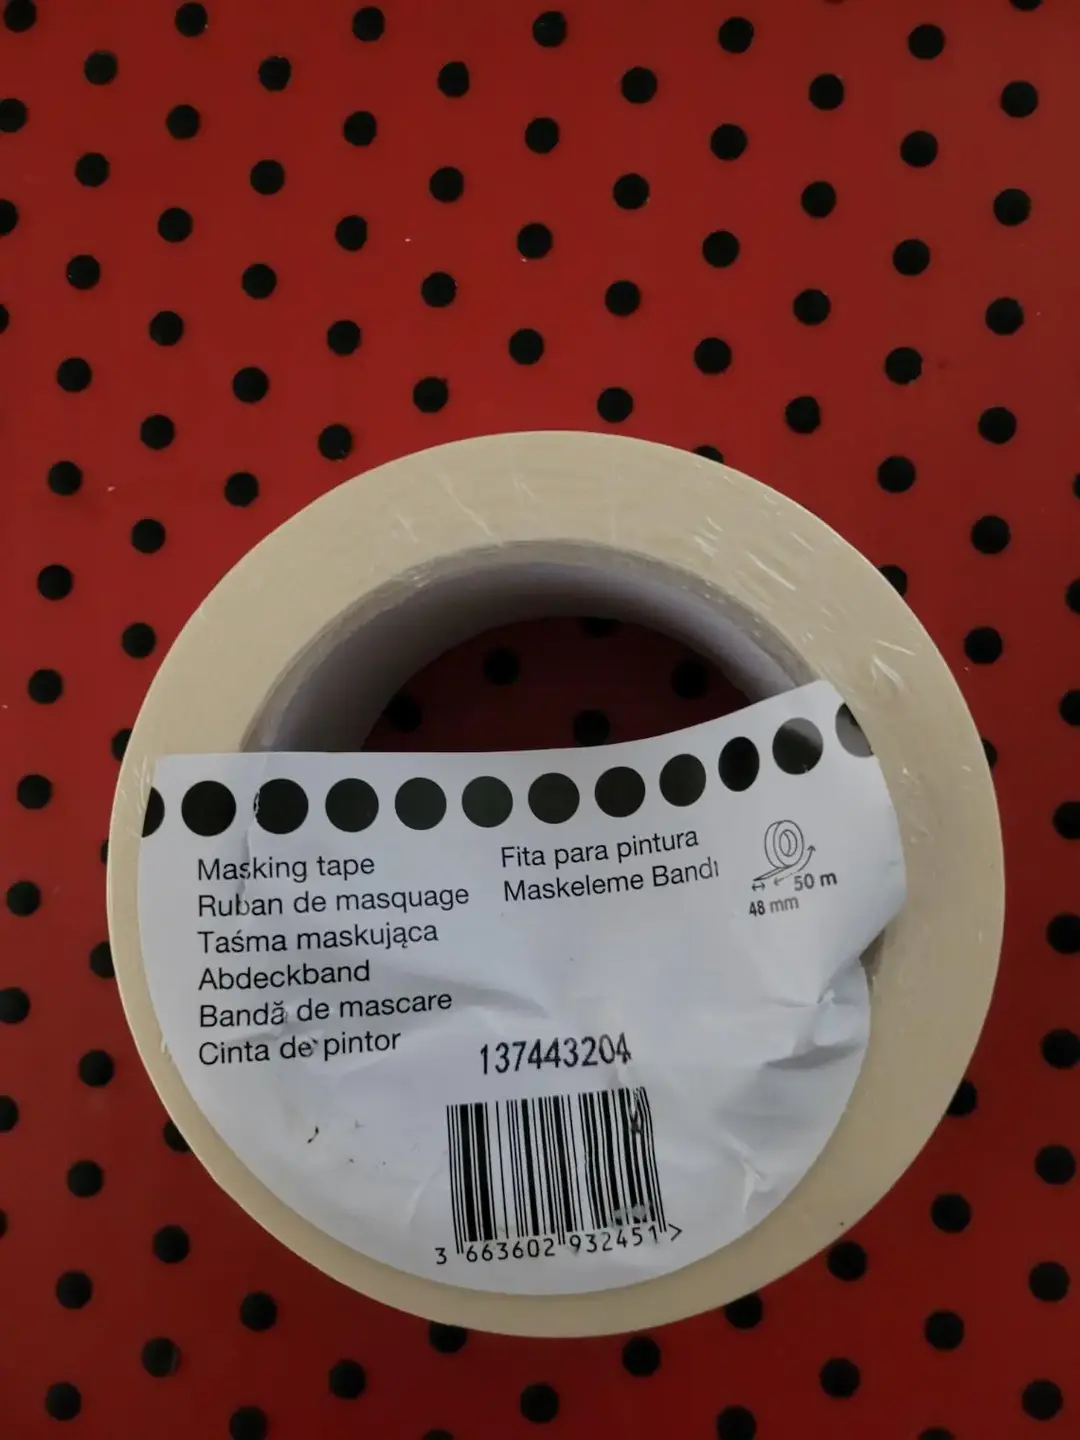 Masking tape
Ruban de masquage
Taśma maskująca
Abdeckband
Bandă de mascare
Cinta de pintor
Fita para pintura
Maskeleme Bandı
50 m
48 mm
137443204
3 663602 932451 >